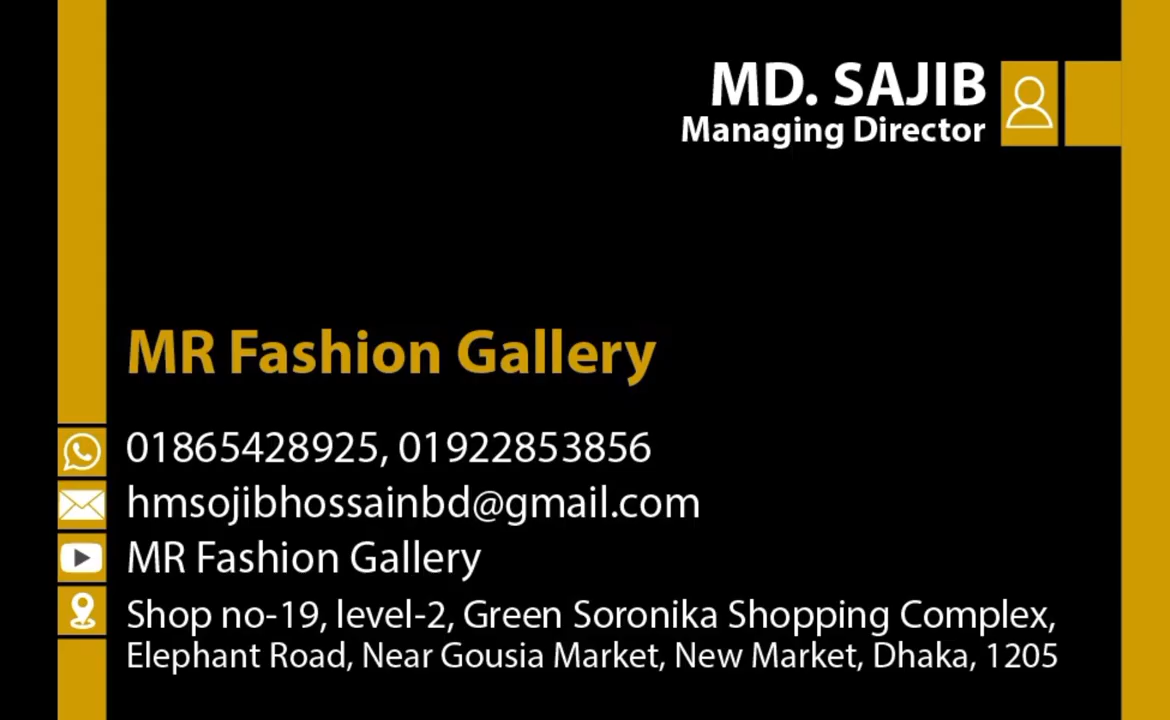 MD. SAJIB
Managing Director
MR Fashion Gallery
01865428925, 01922853856
hmsojibhossainbd@gmail.com
MR Fashion Gallery
Shop no-19, level-2, Green Soronika Shopping Complex,
Elephant Road, Near Gousia Market, New Market, Dhaka, 1205